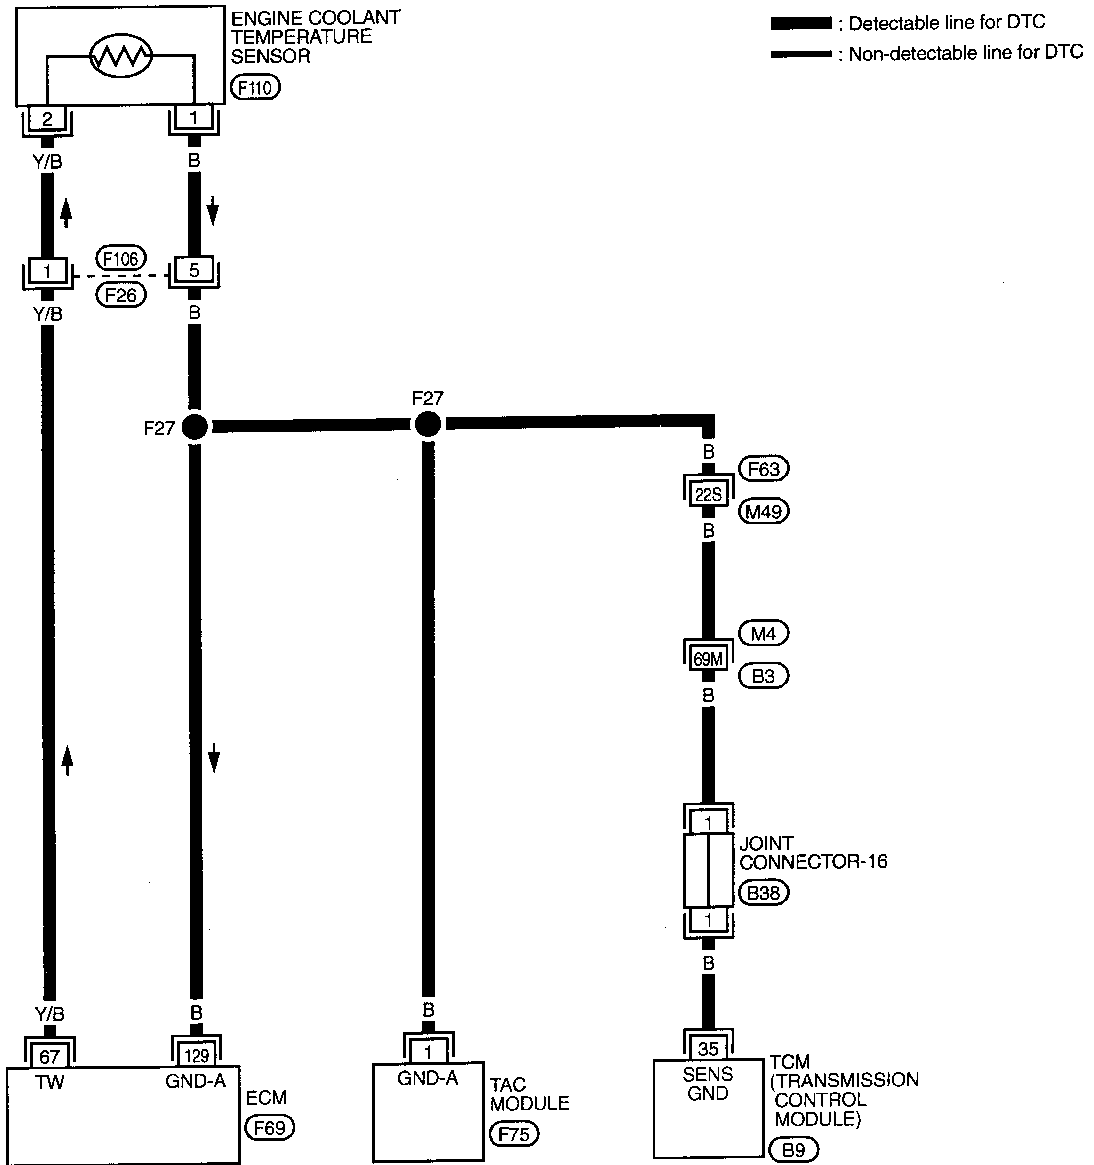 ENGINE COOLANT
TEMPERATURE
SENSOR
F110
: Detectable line for DTC
: Non-detectable line for DTC
2
1
Y/B
B
1
F106
5
F26
Y/B
B
F27
F27
B
F63
22S
M49
B
M4
69M
B3
B
1
JOINT
CONNECTOR-16
B38
1
B
Y/B
B
B
67
129
1
35
TW
GND-A
GND-A
SENS
GND
ECM
F69
TAC
MODULE
F75
TCM
(TRANSMISSION
CONTROL
MODULE)
B9